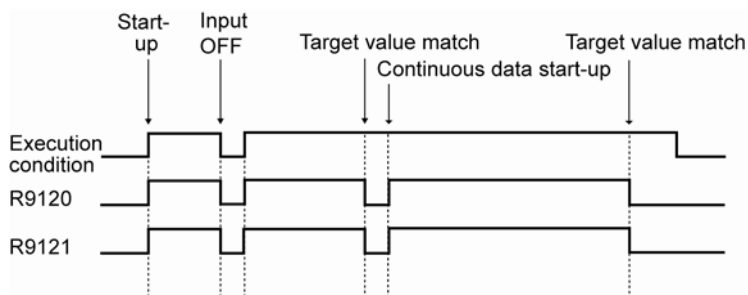 Start-
up
Input
OFF
Target value match
Continuous data start-up
Target value match
Execution
condition
R9120
R9121